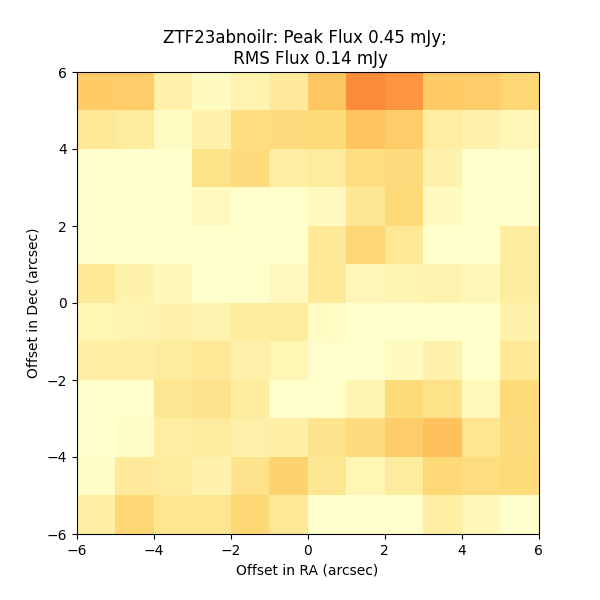 ZTF23abnoilr: Peak Flux 0.45 mJy;
RMS Flux 0.14 mJy
6
4
2
0
−2
−4
−6
Offset in Dec (arcsec)
−6 −4 −2 0 2 4 6
Offset in RA (arcsec)